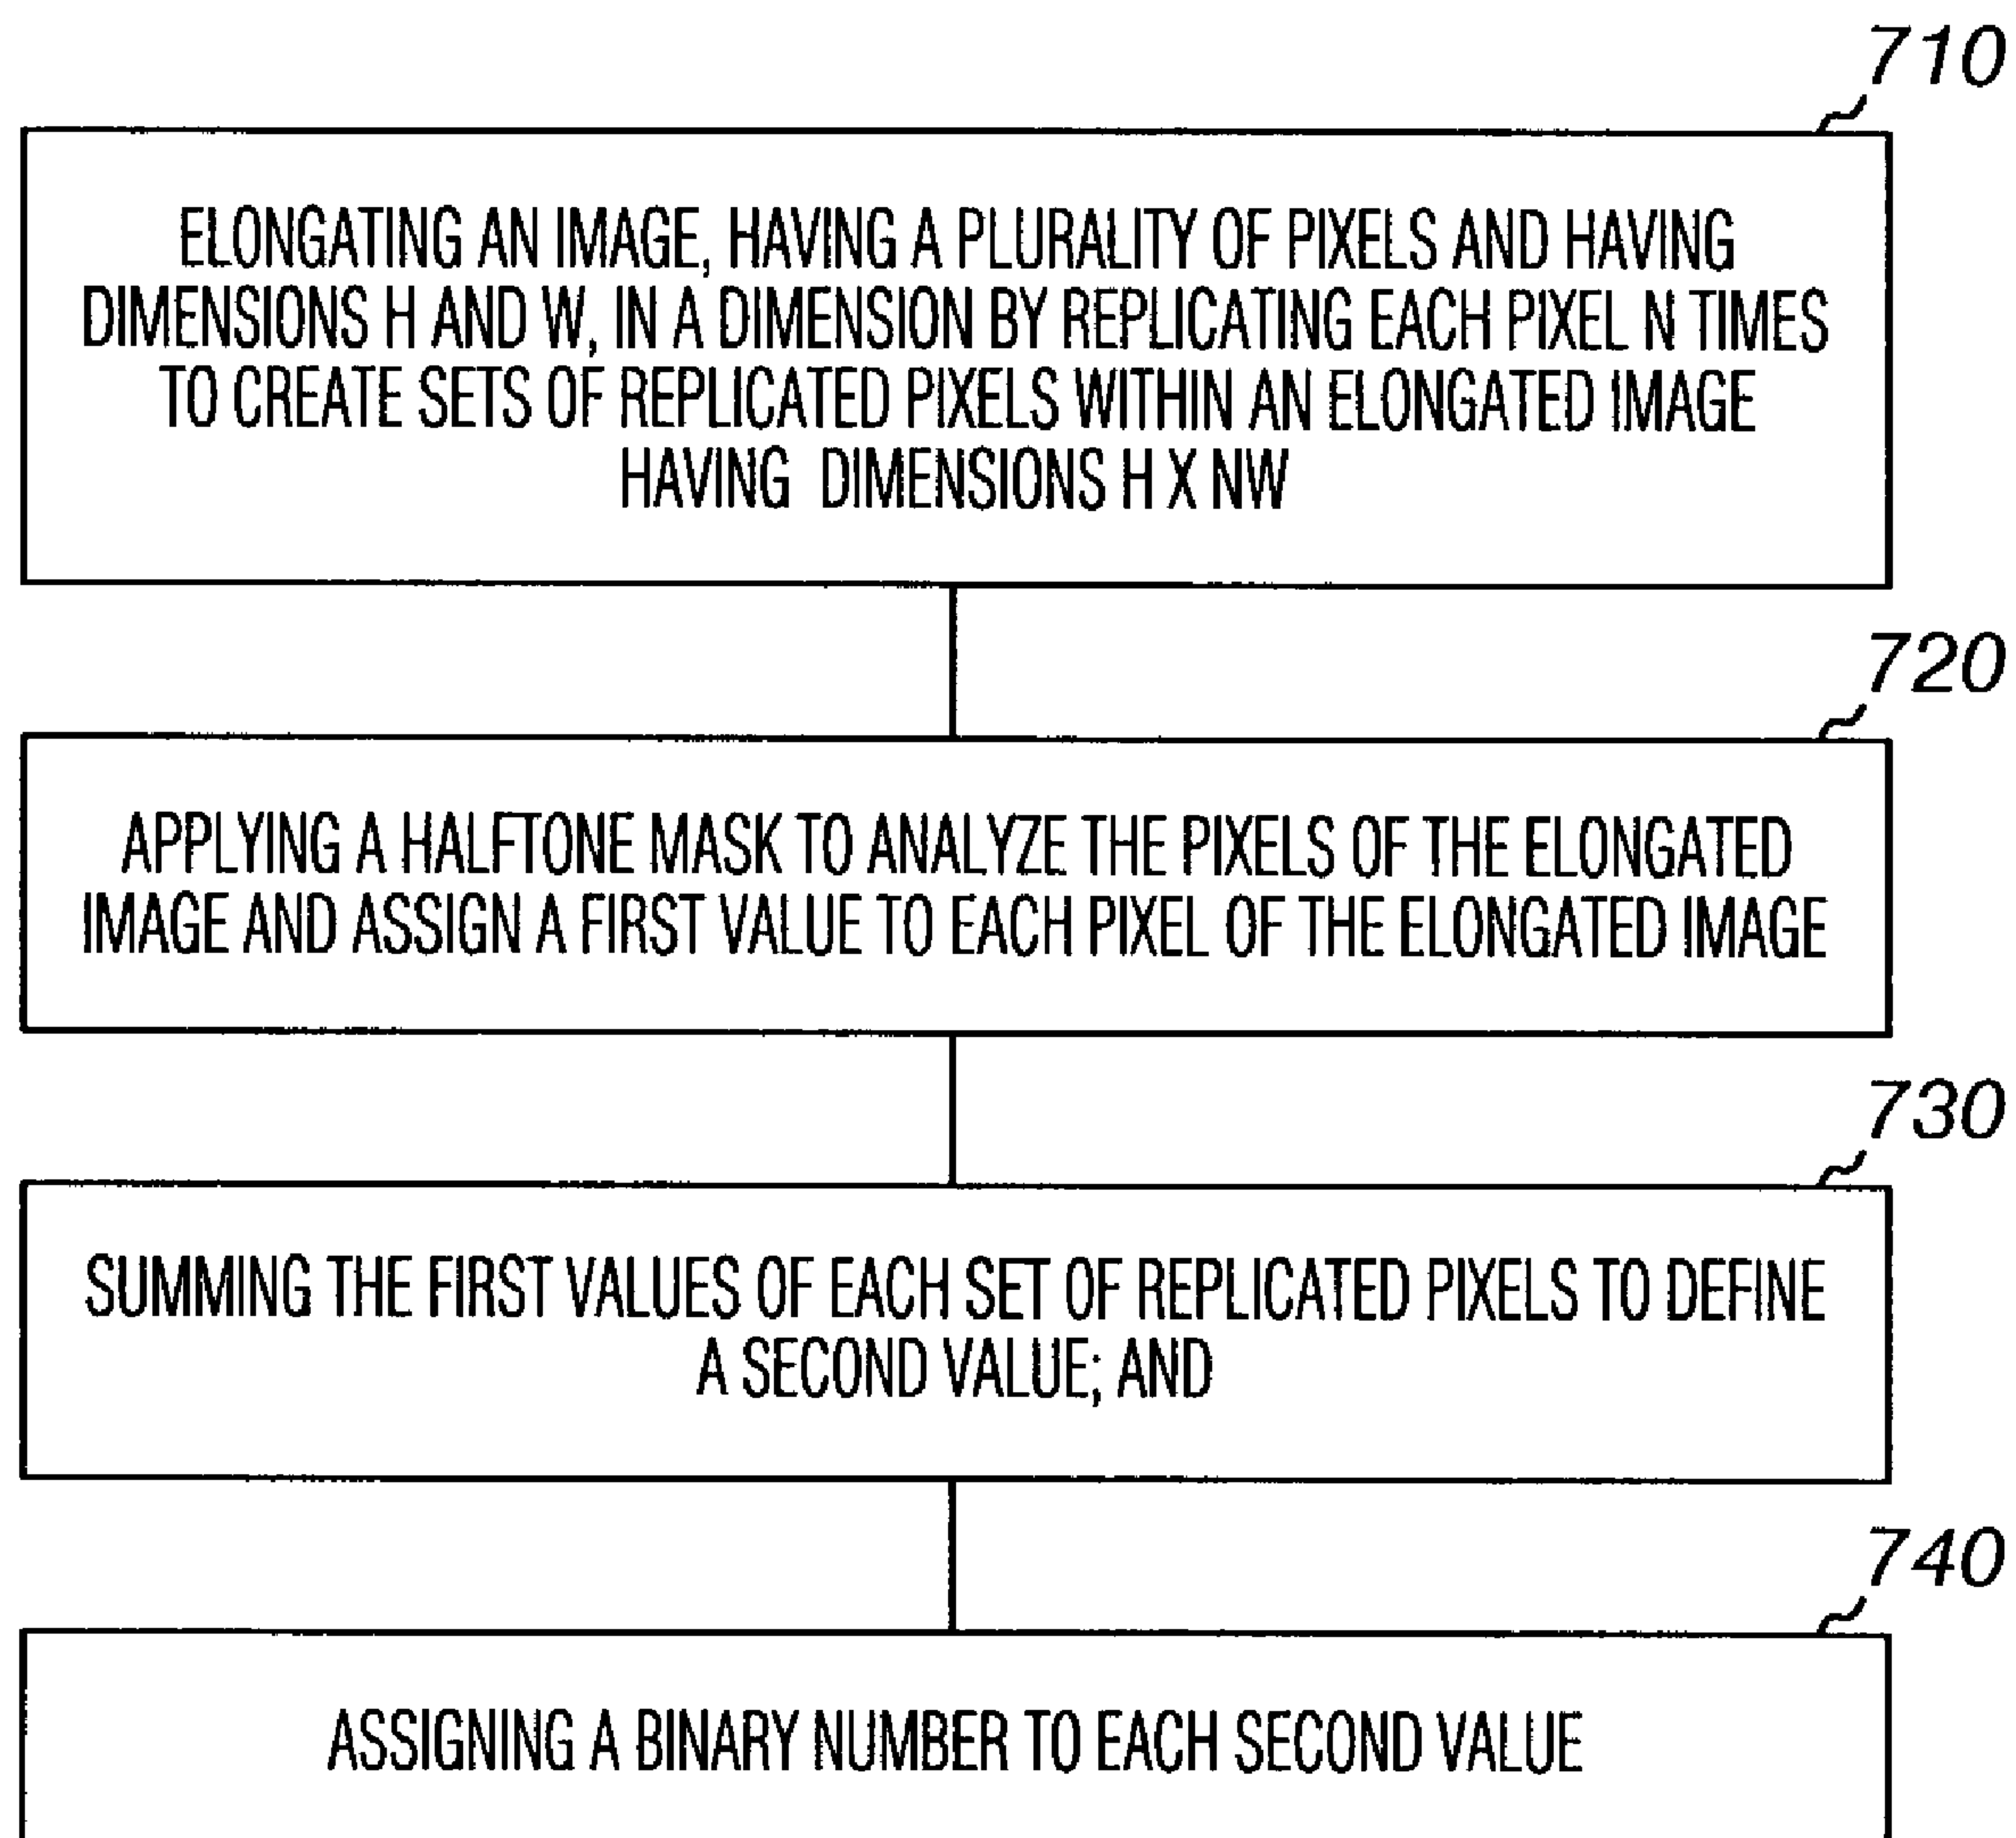 710
ELONGATING AN IMAGE, HAVING A PLURALITY OF PIXELS AND HAVING
DIMENSIONS H AND W, IN A DIMENSION BY REPLICATING EACH PIXEL N TIMES
TO CREATE SETS OF REPLICATED PIXELS WITHIN AN ELONGATED IMAGE
HAVING DIMENSIONS H X NW
720
APPLYING A HALFTONE MASK TO ANALYZE THE PIXELS OF THE ELONGATED
IMAGE AND ASSIGN A FIRST VALUE TO EACH PIXEL OF THE ELONGATED IMAGE
730
SUMMING THE FIRST VALUES OF EACH SET OF REPLICATED PIXELS TO DEFINE
A SECOND VALUE; AND
740
ASSIGNING A BINARY NUMBER TO EACH SECOND VALUE